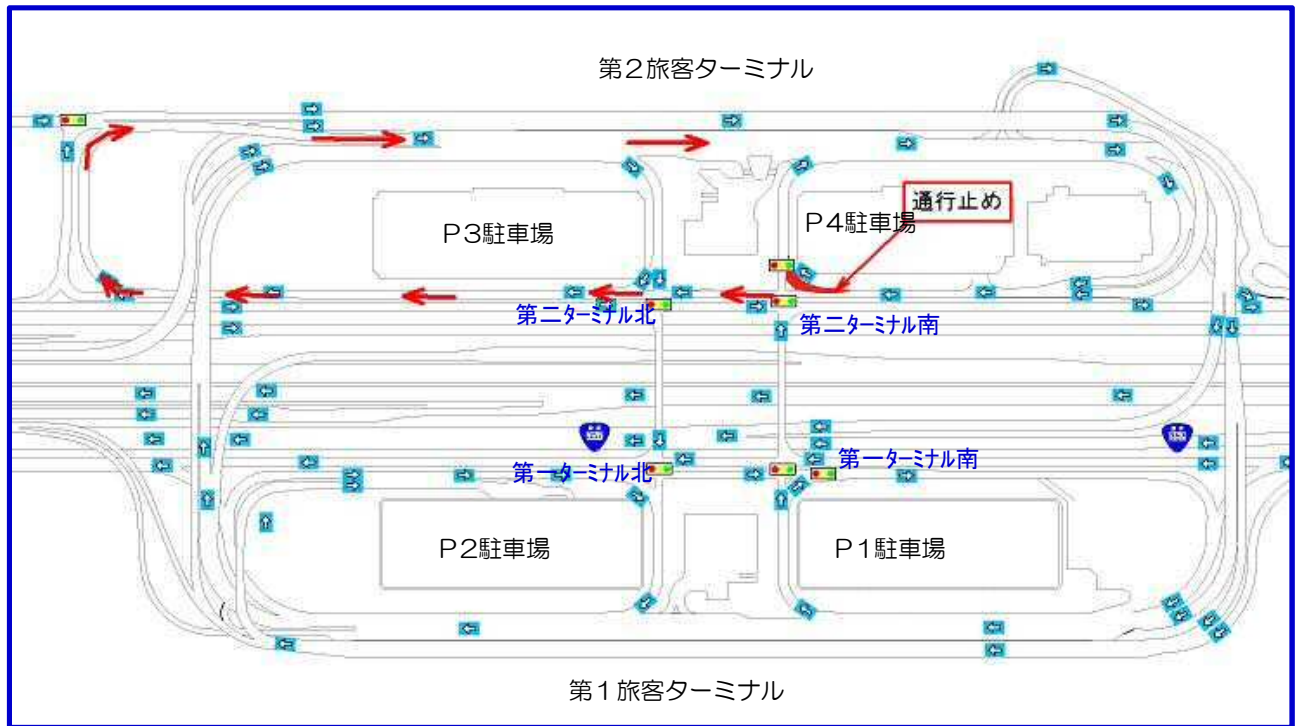 第２旅客ターミナル
通行止め
P３駐車場
P４駐車場
第二ターミナル北
第二ターミナル南
第一ターミナル北
第一ターミナル南
P２駐車場
P１駐車場
第１旅客ターミナル